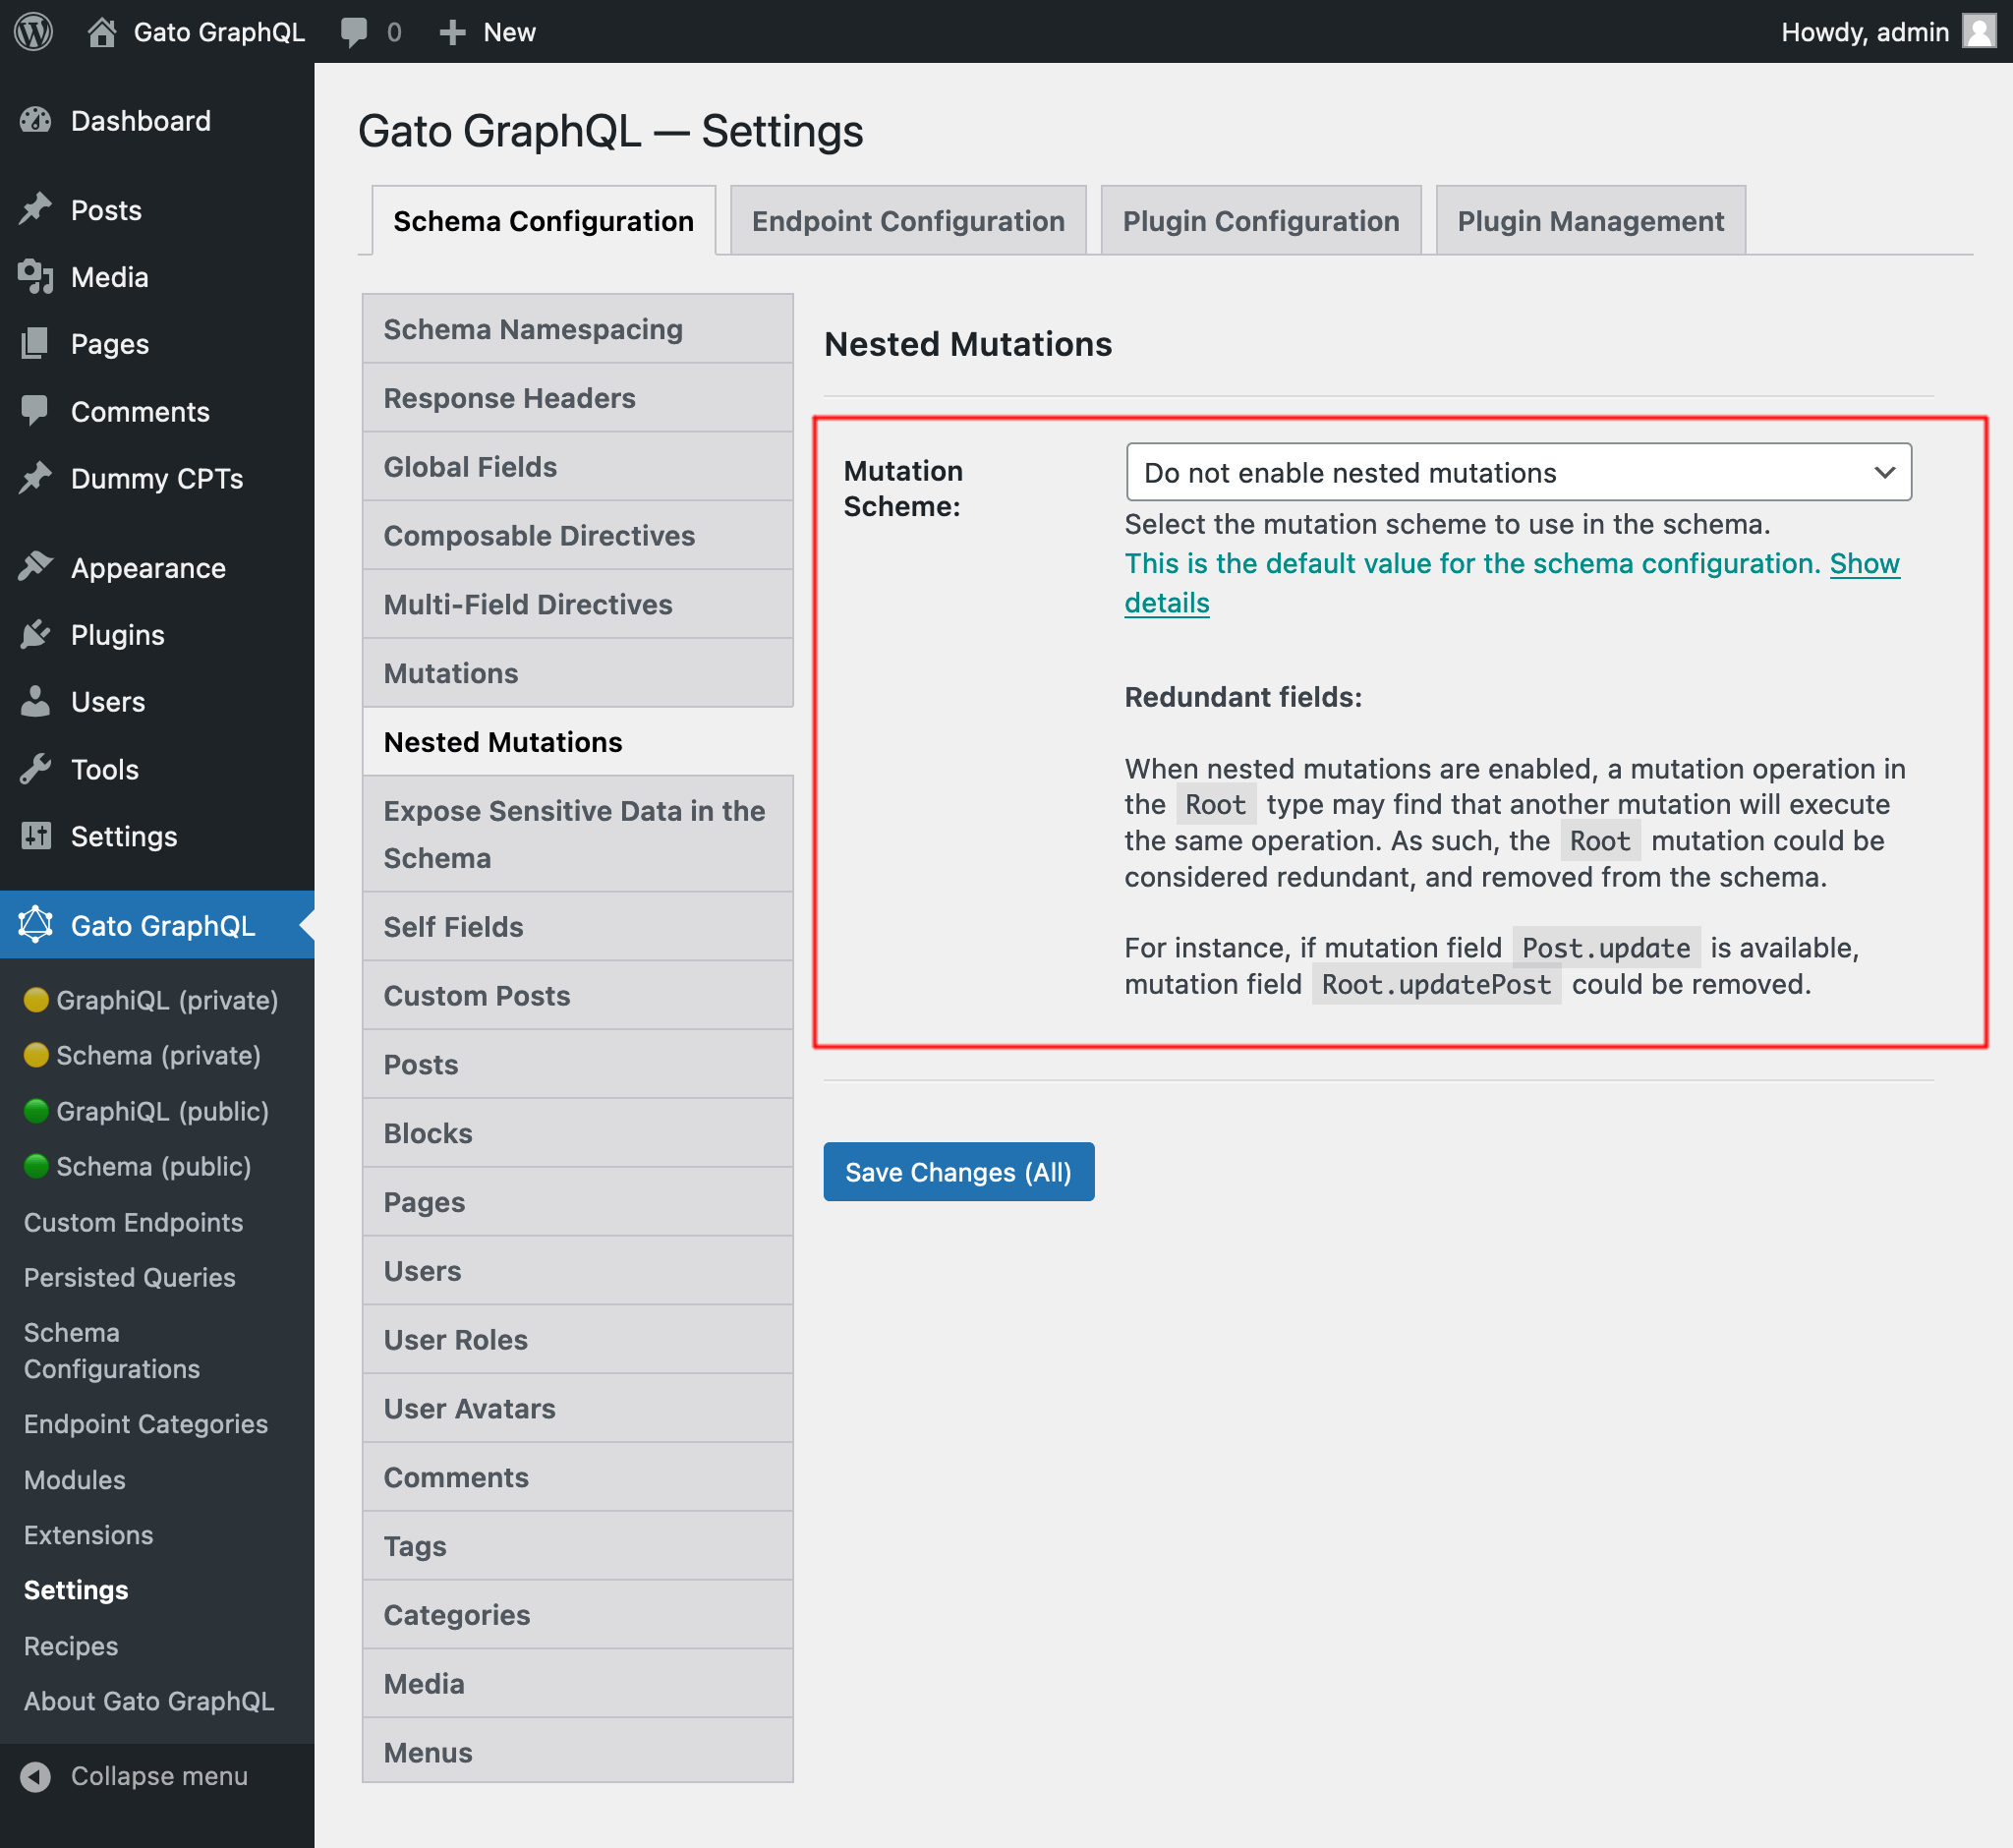 Gato GraphQL
0
New
Howdy, admin
Dashboard
Posts
Media
Pages
Comments
Dummy CPTs
Appearance
Plugins
Users
Tools
Settings
Gato GraphQL
GraphiQL (private)
Schema (private)
GraphiQL (public)
Schema (public)
Custom Endpoints
Persisted Queries
Schema
Configurations
Endpoint Categories
Modules
Extensions
Settings
Recipes
About Gato GraphQL
Collapse menu
Gato GraphQL — Settings
Schema Configuration
Endpoint Configuration
Plugin Configuration
Plugin Management
Schema Namespacing
Response Headers
Global Fields
Composable Directives
Multi-Field Directives
Mutations
Nested Mutations
Expose Sensitive Data in the
Schema
Self Fields
Custom Posts
Posts
Blocks
Pages
Users
User Roles
User Avatars
Comments
Tags
Categories
Media
Menus
Nested Mutations
Mutation
Scheme:
Do not enable nested mutations
Select the mutation scheme to use in the schema.
This is the default value for the schema configuration. Show
details
Redundant fields:
When nested mutations are enabled, a mutation operation in
the Root type may find that another mutation will execute
the same operation. As such, the Root mutation could be
considered redundant, and removed from the schema.
For instance, if mutation field Post.update is available,
mutation field Root.updatePost could be removed.
Save Changes (All)